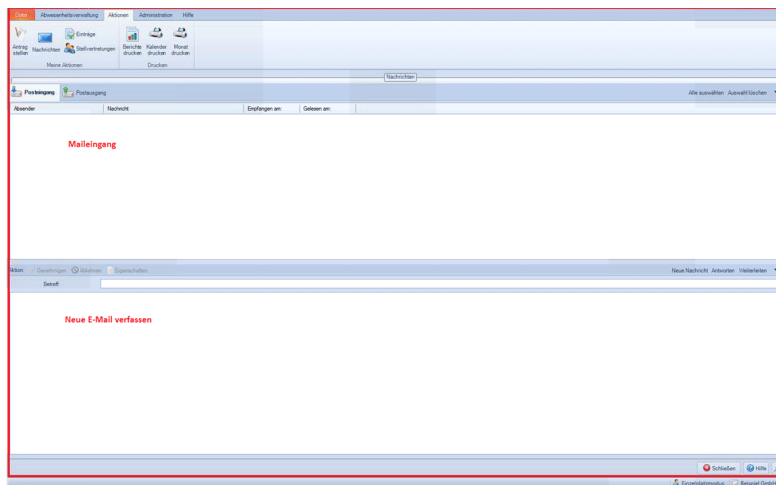 Datei Abwesenheitsverwaltung Aktionen Administration Hilfe
Antrag stellen Nachrichten Einträge Stellvertretungen Berichte drucken Kalender drucken Monat drucken
Meine Aktionen Drucken
Nachrichten
Posteingang Postausgang Alle auswählen Auswahl löschen
Absender Nachricht Empfangen am: Gelesen am:
Maileingang
Aktion: Genehmigen Ablehnen Eigenschaften Neue Nachricht Antworten Weiterleiten
Betreff
Neue E-Mail verfassen
Schließen Hilfe
Einzelplatzmodus Beispiel GmbH